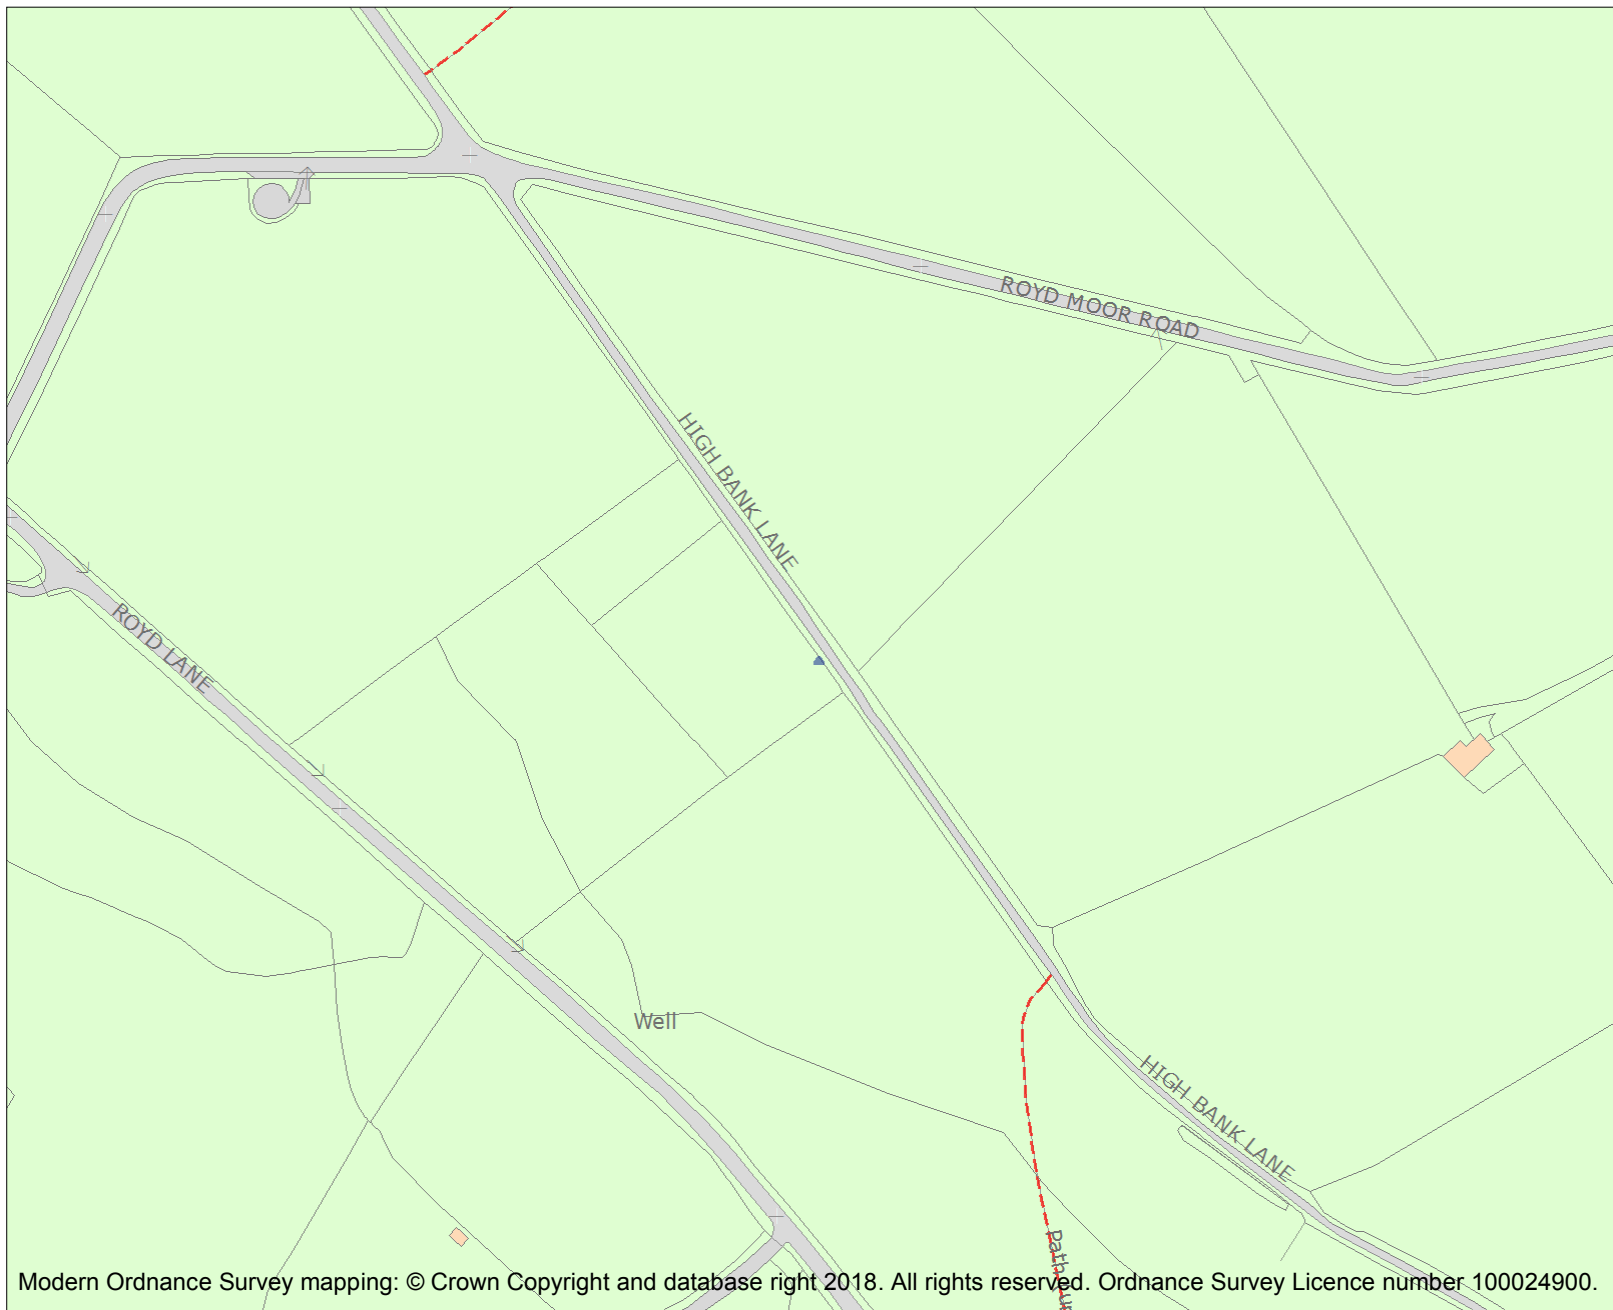 ROYD MOOR ROAD
HIGH BANK LANE
ROYD LANE
Well
HIGH BANK LANE
Path
Modern Ordnance Survey mapping: © Crown Copyright and database right 2018. All rights reserved. Ordnance Survey Licence number 100024900.